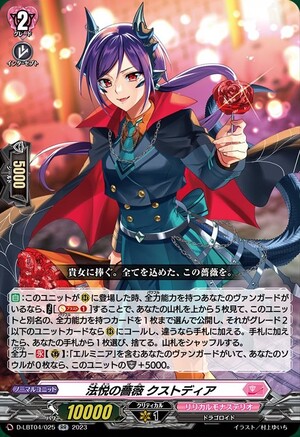 2
グレード
インターセプト
5000
シールド
貴女に捧ぐ。全てを込めた、この薔薇を。
このユニットが に登場した時、全力能力を持つあなたのヴァンガードがいるなら、【 】することで、あなたの山札を上から5枚見て、このユニットと別名の、全力能力を持つカードを1枚まで選んで公開し、それがグレード2以下のユニットカードなら にコールし、違うなら手札に加える。手札に加えたなら、あなたの手札から1枚選び、捨てる。山札をシャッフルする。
全力-永【 】:「エルミニア」を含むあなたのヴァンガードがいて、あなたのソウルが0枚なら、このユニットのパワー+5000。
ノーマルユニット
法悦の薔薇 クストディア
パワー
10000
クリティカル
1
リリカルモナステリオ
ドラゴロイド
D-LBT04/025 RR 2023
イラスト/村上ゆいち